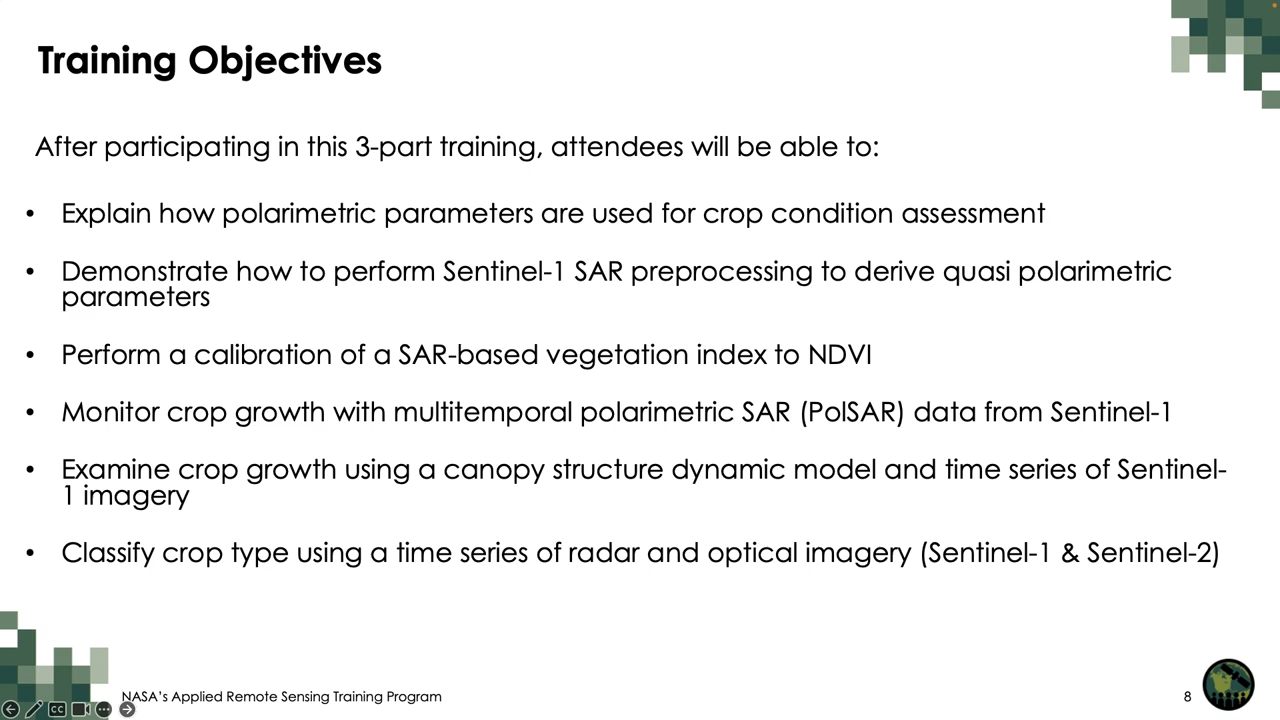 Training Objectives
After participating in this 3-part training, attendees will be able to:
• Explain how polarimetric parameters are used for crop condition assessment
• Demonstrate how to perform Sentinel-1 SAR preprocessing to derive quasi polarimetric
parameters
• Perform a calibration of a SAR-based vegetation index to NDVI
• Monitor crop growth with multitemporal polarimetric SAR (PolSAR) data from Sentinel-1
• Examine crop growth using a canopy structure dynamic model and time series of Sentinel-
1 imagery
• Classify crop type using a time series of radar and optical imagery (Sentinel-1 & Sentinel-2)
NASA's Applied Remote Sensing Training Program
8
CC